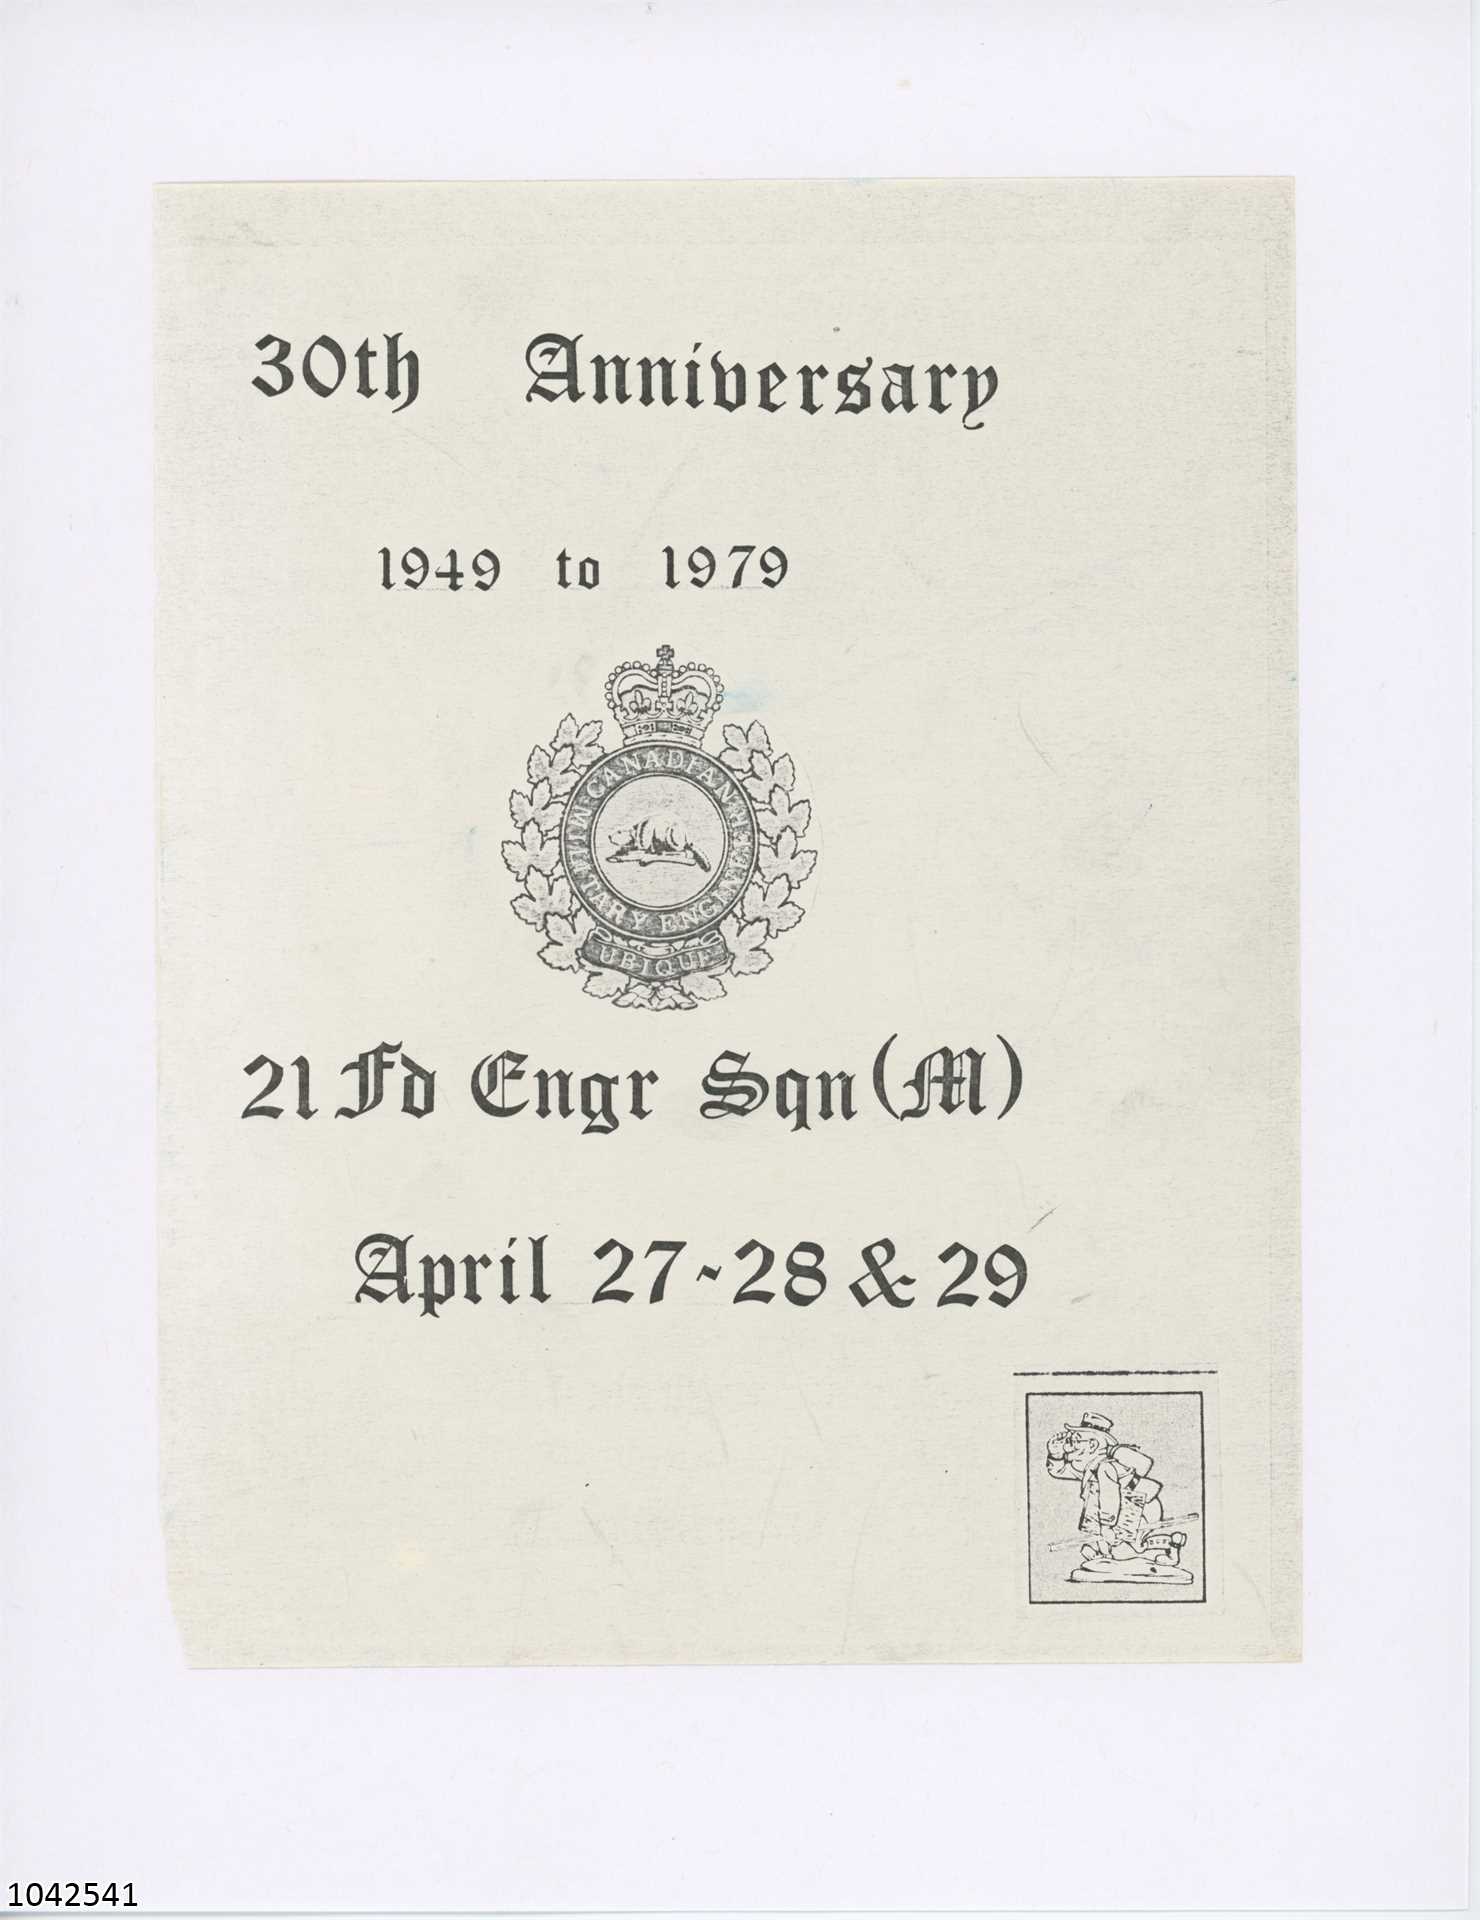 30th Anniversary
1949 to 1979
CANADIAN
MILITARY ENGINEERS
UBIQUE
21 Fd Engr Sqn (M)
April 27-28 & 29
1042541